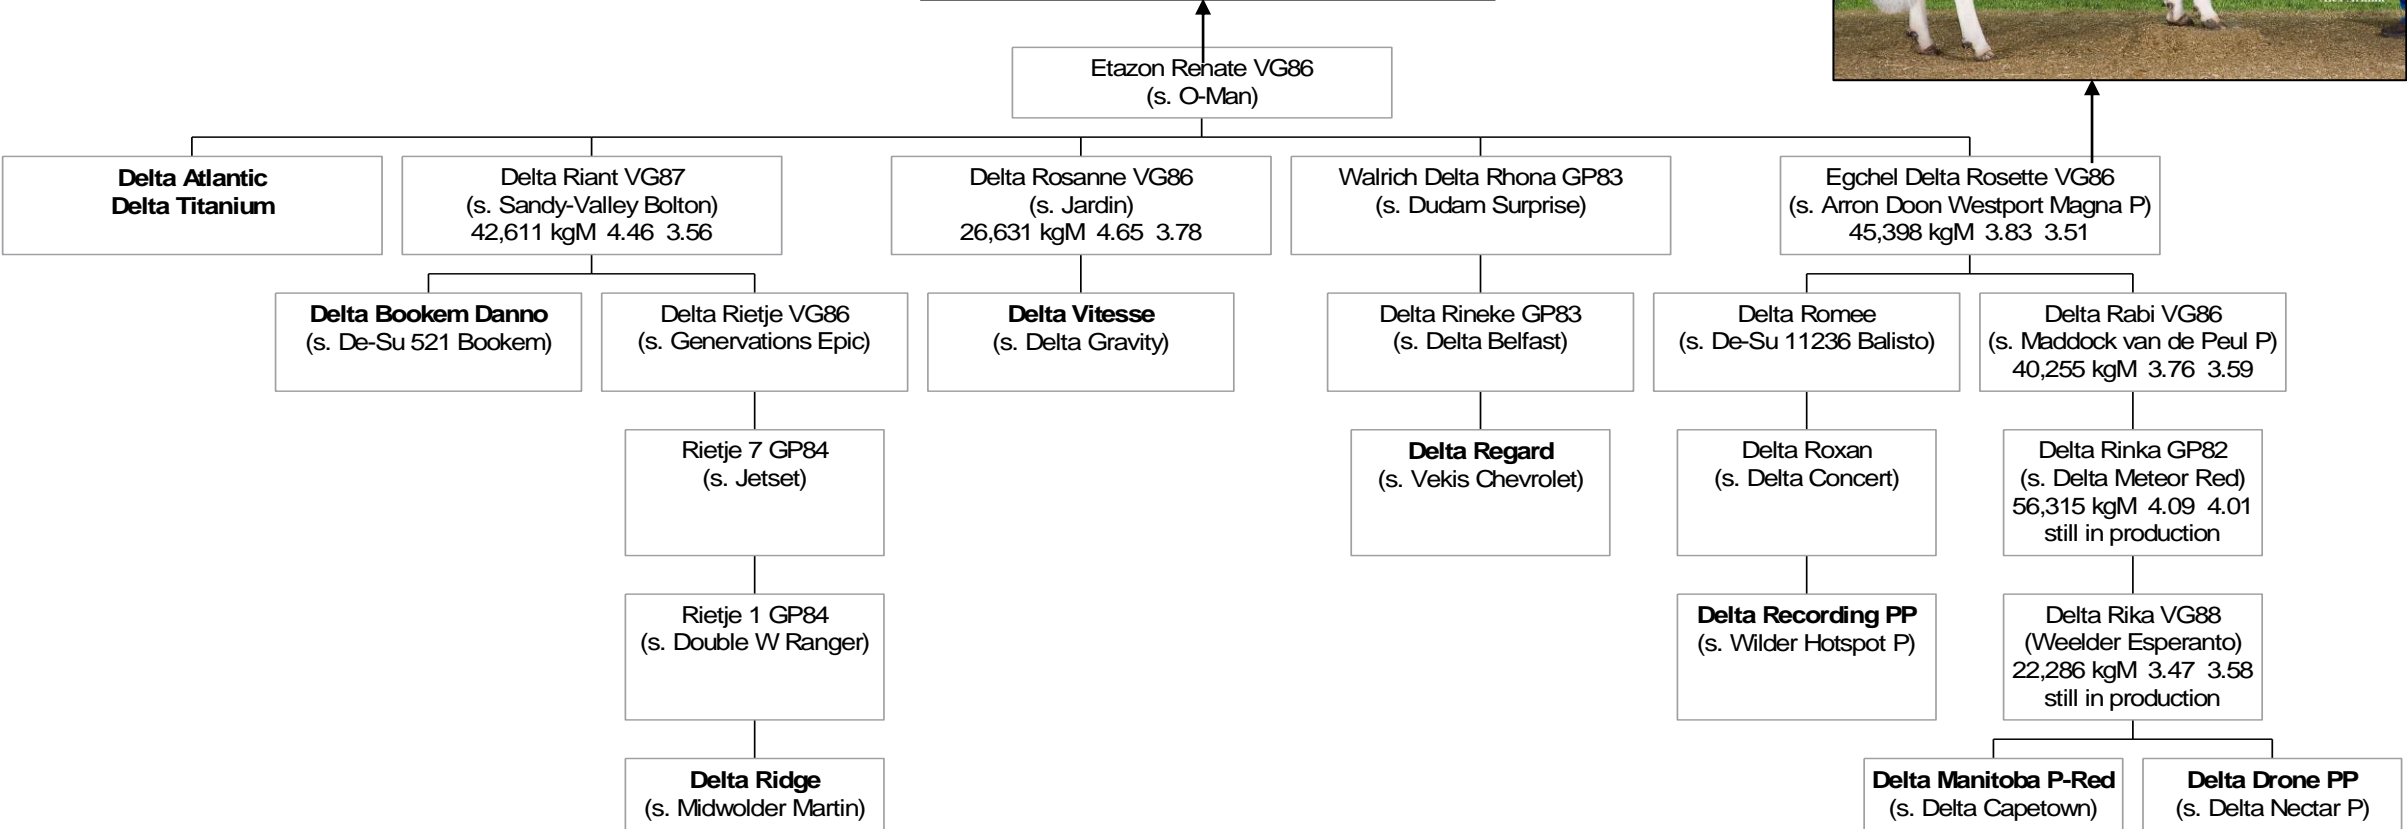 Etazon Renate VG86
(s. O-Man)
Delta Atlantic
Delta Titanium
Delta Riant VG87
(s. Sandy-Valley Bolton)
42,611 kgM 4.46 3.56
Delta Rosanne VG86
(s. Jardin)
26,631 kgM 4.65 3.78
Walrich Delta Rhona GP83
(s. Dudam Surprise)
Egchel Delta Rosette VG86
(s. Arron Doon Westport Magna P)
45,398 kgM 3.83 3.51
Delta Bookem Danno
(s. De-Su 521 Bookem)
Delta Rietje VG86
(s. Genervations Epic)
Delta Vitesse
(s. Delta Gravity)
Delta Rineke GP83
(s. Delta Belfast)
Delta Romee
(s. De-Su 11236 Balisto)
Delta Rabi VG86
(s. Maddock van de Peul P)
40,255 kgM 3.76 3.59
Rietje 7 GP84
(s. Jetset)
Delta Regard
(s. Vekis Chevrolet)
Delta Roxan
(s. Delta Concert)
Delta Rinka GP82
(s. Delta Meteor Red)
56,315 kgM 4.09 4.01
still in production
Rietje 1 GP84
(s. Double W Ranger)
Delta Recording PP
(s. Wilder Hotspot P)
Delta Rika VG88
(Weelder Esperanto)
22,286 kgM 3.47 3.58
still in production
Delta Ridge
(s. Midwolder Martin)
Delta Manitoba P-Red
(s. Delta Capetown)
Delta Drone PP
(s. Delta Nectar P)